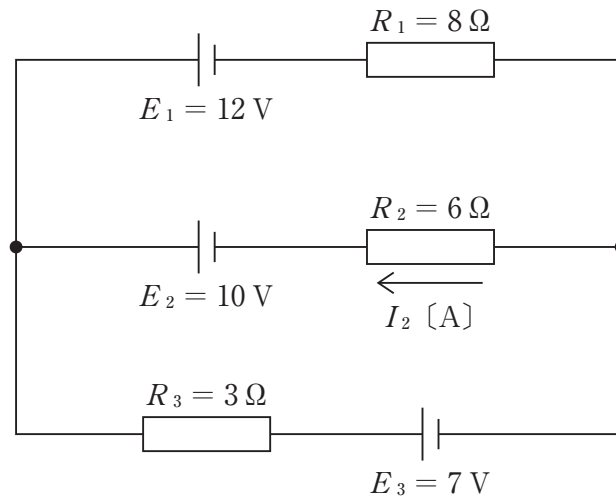 R₁ = 8 Ω
E₁ = 12 V
R₂ = 6 Ω
E₂ = 10 V
I₂〔A〕
R₃ = 3 Ω
E₃ = 7 V